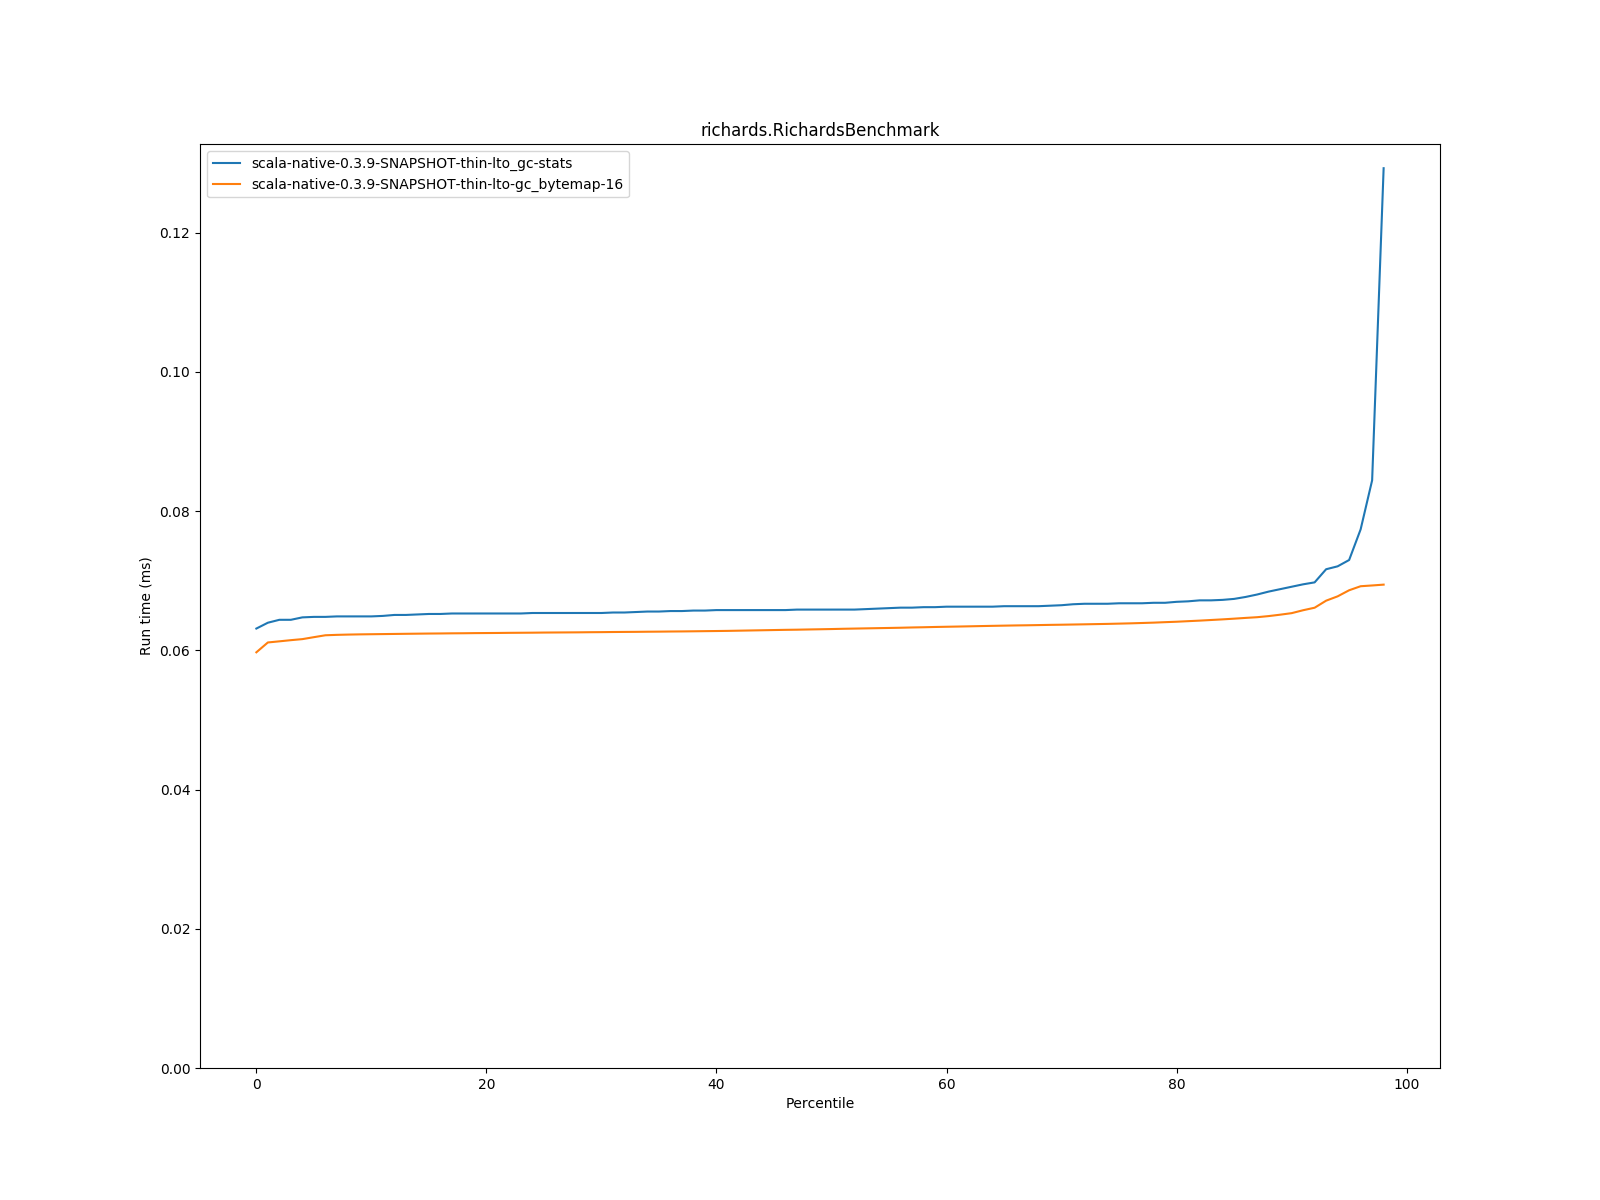 richards.RichardsBenchmark
scala-native-0.3.9-SNAPSHOT-thin-lto_gc-stats
scala-native-0.3.9-SNAPSHOT-thin-lto-gc_bytemap-16
0.12
0.10
0.08
0.06
0.04
0.02
0.00
Run time (ms)
0 20 40 60 80 100
Percentile